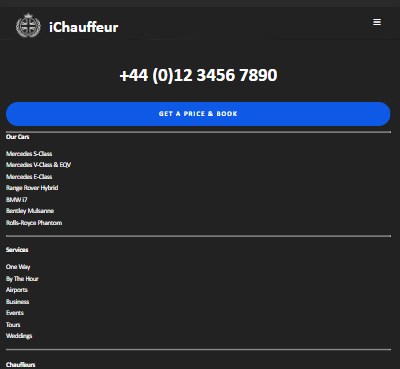 iChauffeur
+44 (0)12 3456 7890
GET A PRICE & BOOK
Our Cars
Mercedes S-Class
Mercedes V-Class & EQV
Mercedes E-Class
Range Rover Hybrid
BMW i7
Bentley Mulsanne
Rolls-Royce Phantom
Services
One Way
By The Hour
Airports
Business
Events
Tours
Weddings
Chauffeurs